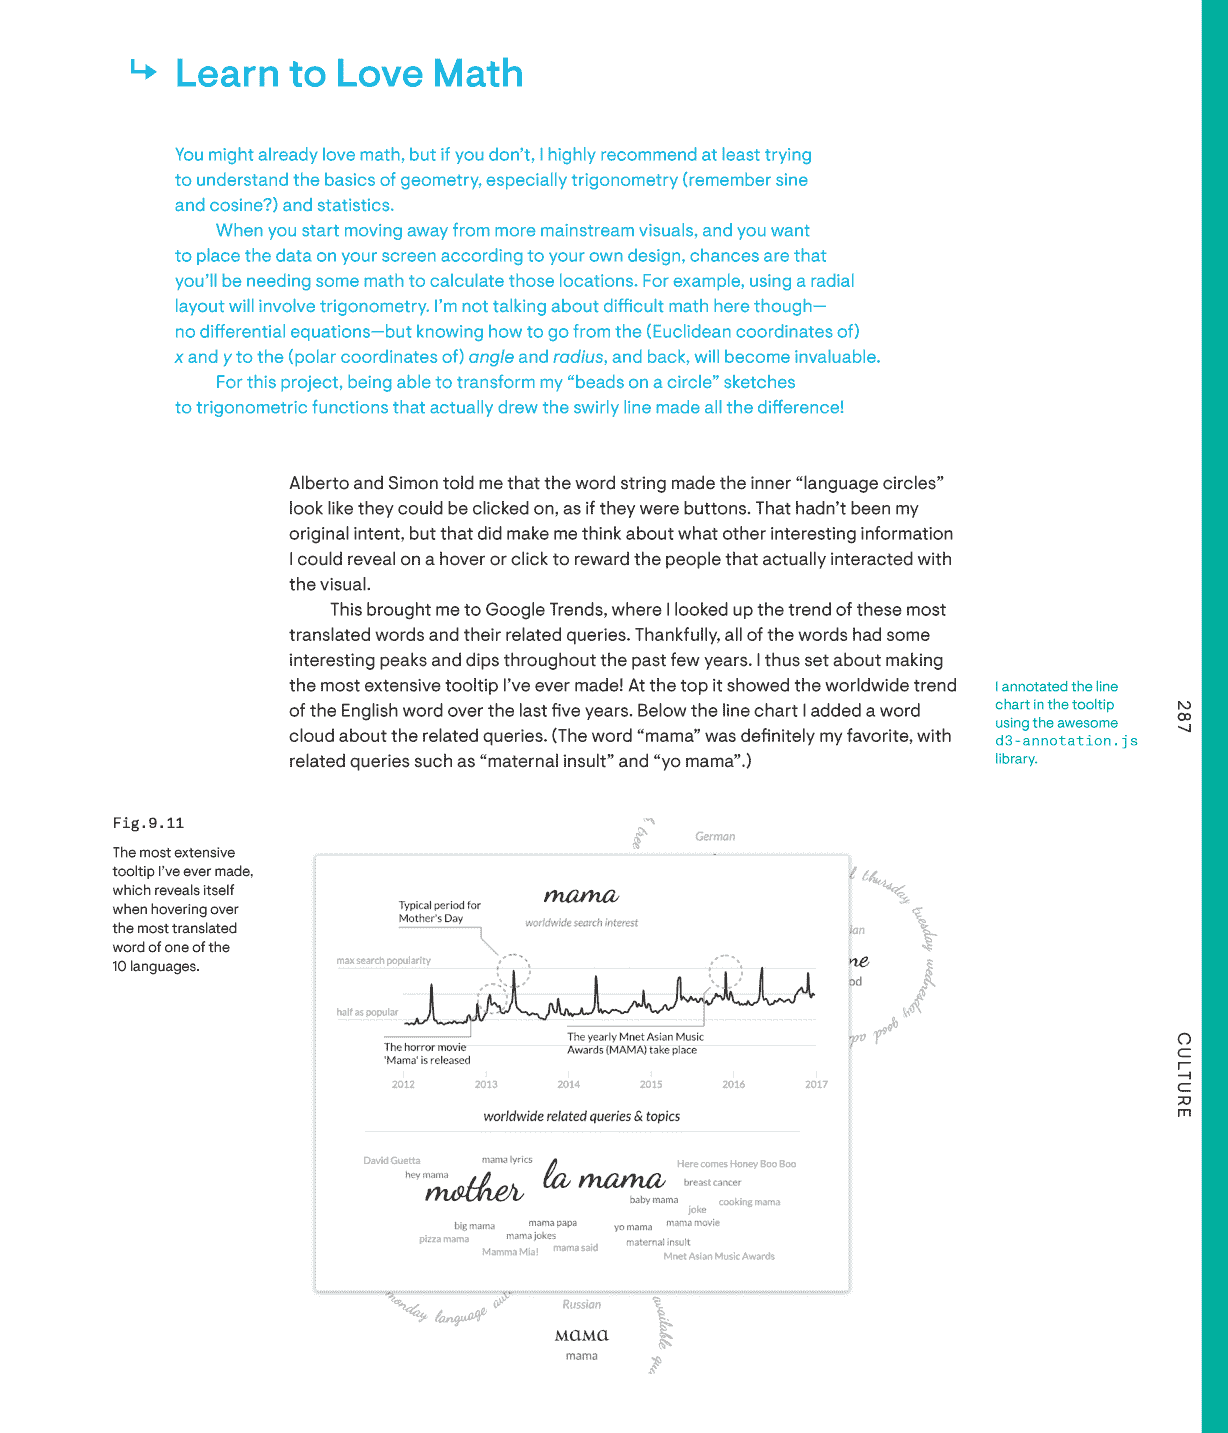 ↳ Learn to Love Math
You might already love math, but if you don’t, I highly recommend at least trying
to understand the basics of geometry, especially trigonometry (remember sine
and cosine?) and statistics.
When you start moving away from more mainstream visuals, and you want
to place the data on your screen according to your own design, chances are that
you’ll be needing some math to calculate those locations. For example, using a radial
layout will involve trigonometry. I’m not talking about difficult math here though—
no differential equations—but knowing how to go from the (Euclidean coordinates of)
x and y to the (polar coordinates of) angle and radius, and back, will become invaluable.
For this project, being able to transform my “beads on a circle” sketches
to trigonometric functions that actually drew the swirly line made all the difference!
Alberto and Simon told me that the word string made the inner “language circles”
look like they could be clicked on, as if they were buttons. That hadn’t been my
original intent, but that did make me think about what other interesting information
I could reveal on a hover or click to reward the people that actually interacted with
the visual.
This brought me to Google Trends, where I looked up the trend of these most
translated words and their related queries. Thankfully, all of the words had some
interesting peaks and dips throughout the past few years. I thus set about making
the most extensive tooltip I’ve ever made! At the top it showed the worldwide trend
of the English word over the last five years. Below the line chart I added a word
cloud about the related queries. (The word “mama” was definitely my favorite, with
related queries such as “maternal insult” and “yo mama”.)
I annotated the line
chart in the tooltip
using the awesome
d3-annotation.js
library.
287
CULTURE
Fig.9.11
The most extensive
tooltip I’ve ever made,
which reveals itself
when hovering over
the most translated
word of one of the
10 languages.
free
German
thursday tuesday wednesday
good
mama
worldwide search interest
Typical period for
Mother's Day
max search popularity
half as popular
The horror movie
'Mama' is released
The yearly Mnet Asian Music
Awards (MAMA) take place
2012 2013 2014 2015 2016 2017
worldwide related queries & topics
David Guetta
mama lyrics
Here comes Honey Boo Boo
hey mama
mother
la mama
breast cancer
baby mama
cooking mama
joke
big mama
mama papa
yo mama
mama movie
pizza mama
mama jokes
maternal insult
Mamma Mia!
mama said
Mnet Asian Music Awards
monday language
Russian
available
мама
mama